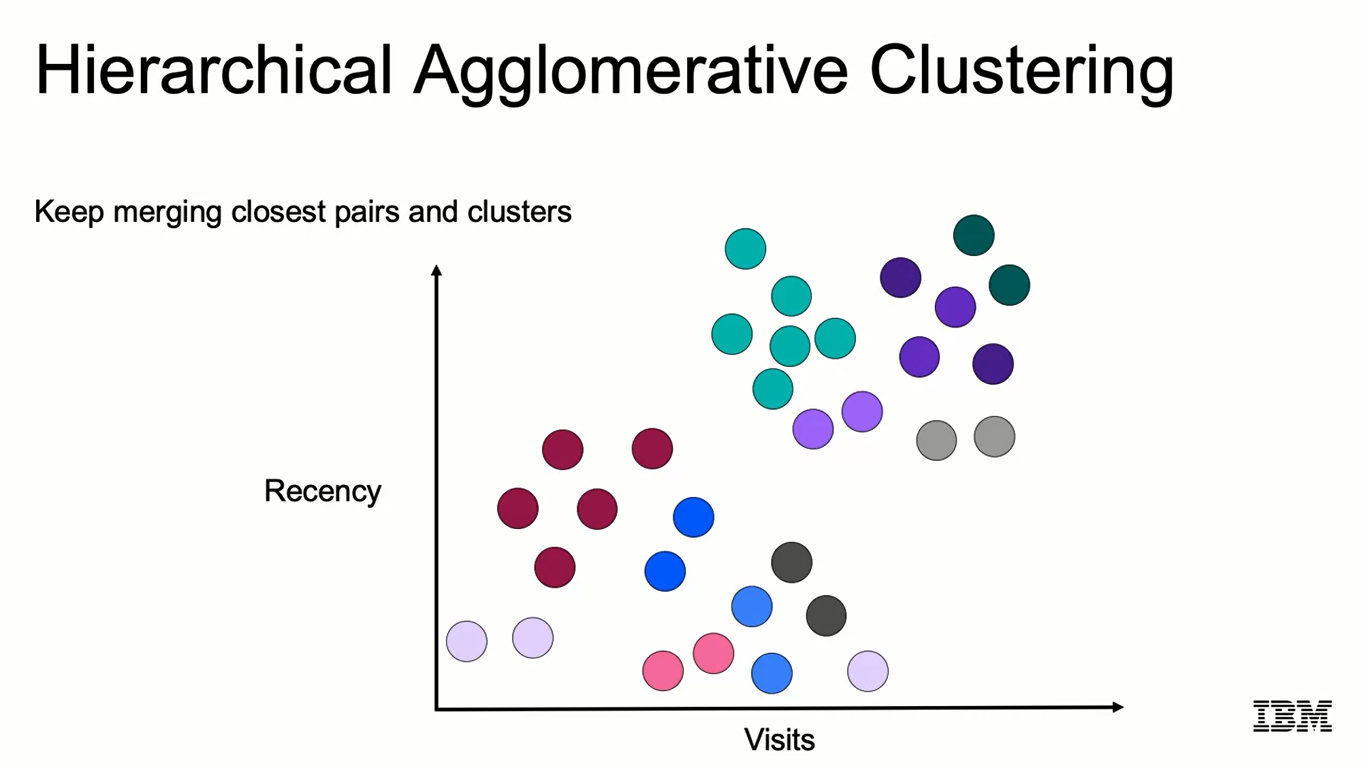 Hierarchical Agglomerative Clustering
Keep merging closest pairs and clusters
Recency
Visits
IBM